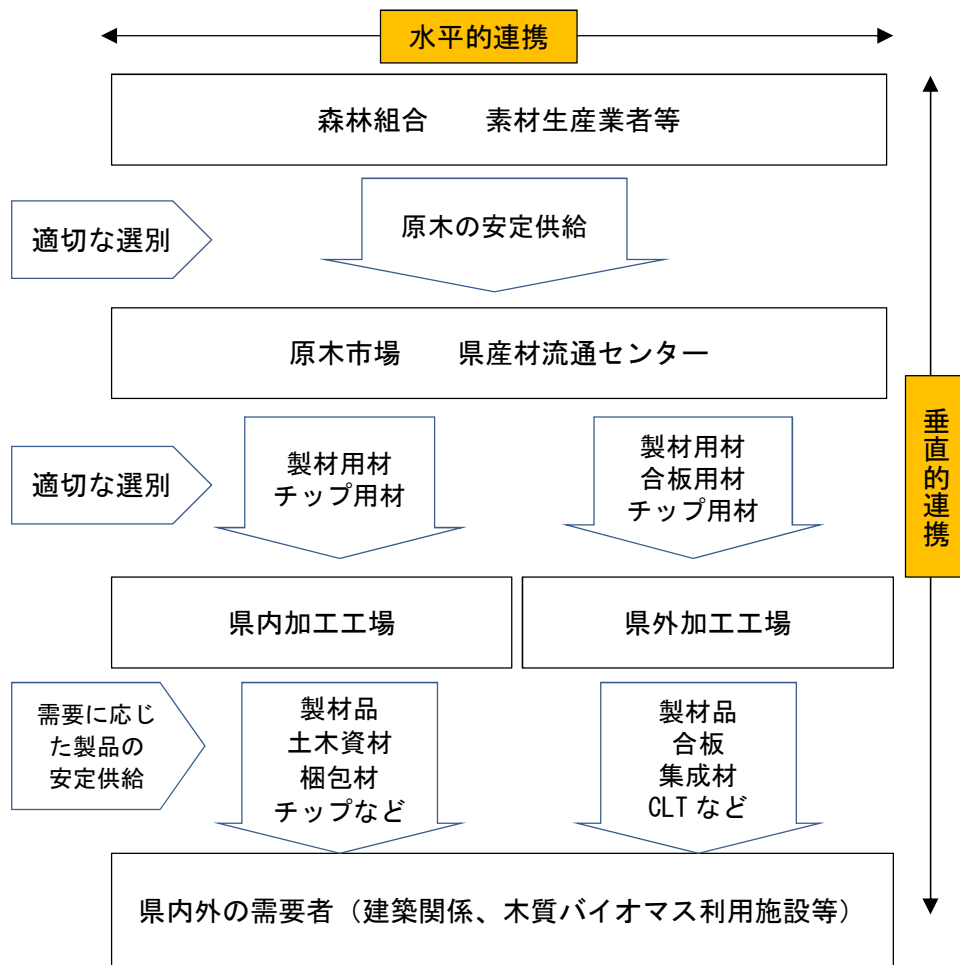 水平的連携
森林組合　　素材生産業者等
適切な選別
原木の安定供給
原木市場　　県産材流通センター
垂直的連携
適切な選別
製材用材
チップ用材
製材用材
合板用材
チップ用材
県内加工工場
県外加工工場
需要に応じ
た製品の
安定供給
製材品
土木資材
梱包材
チップなど
製材品
合板
集成材
CLT など
県内外の需要者（建築関係、木質バイオマス利用施設等）